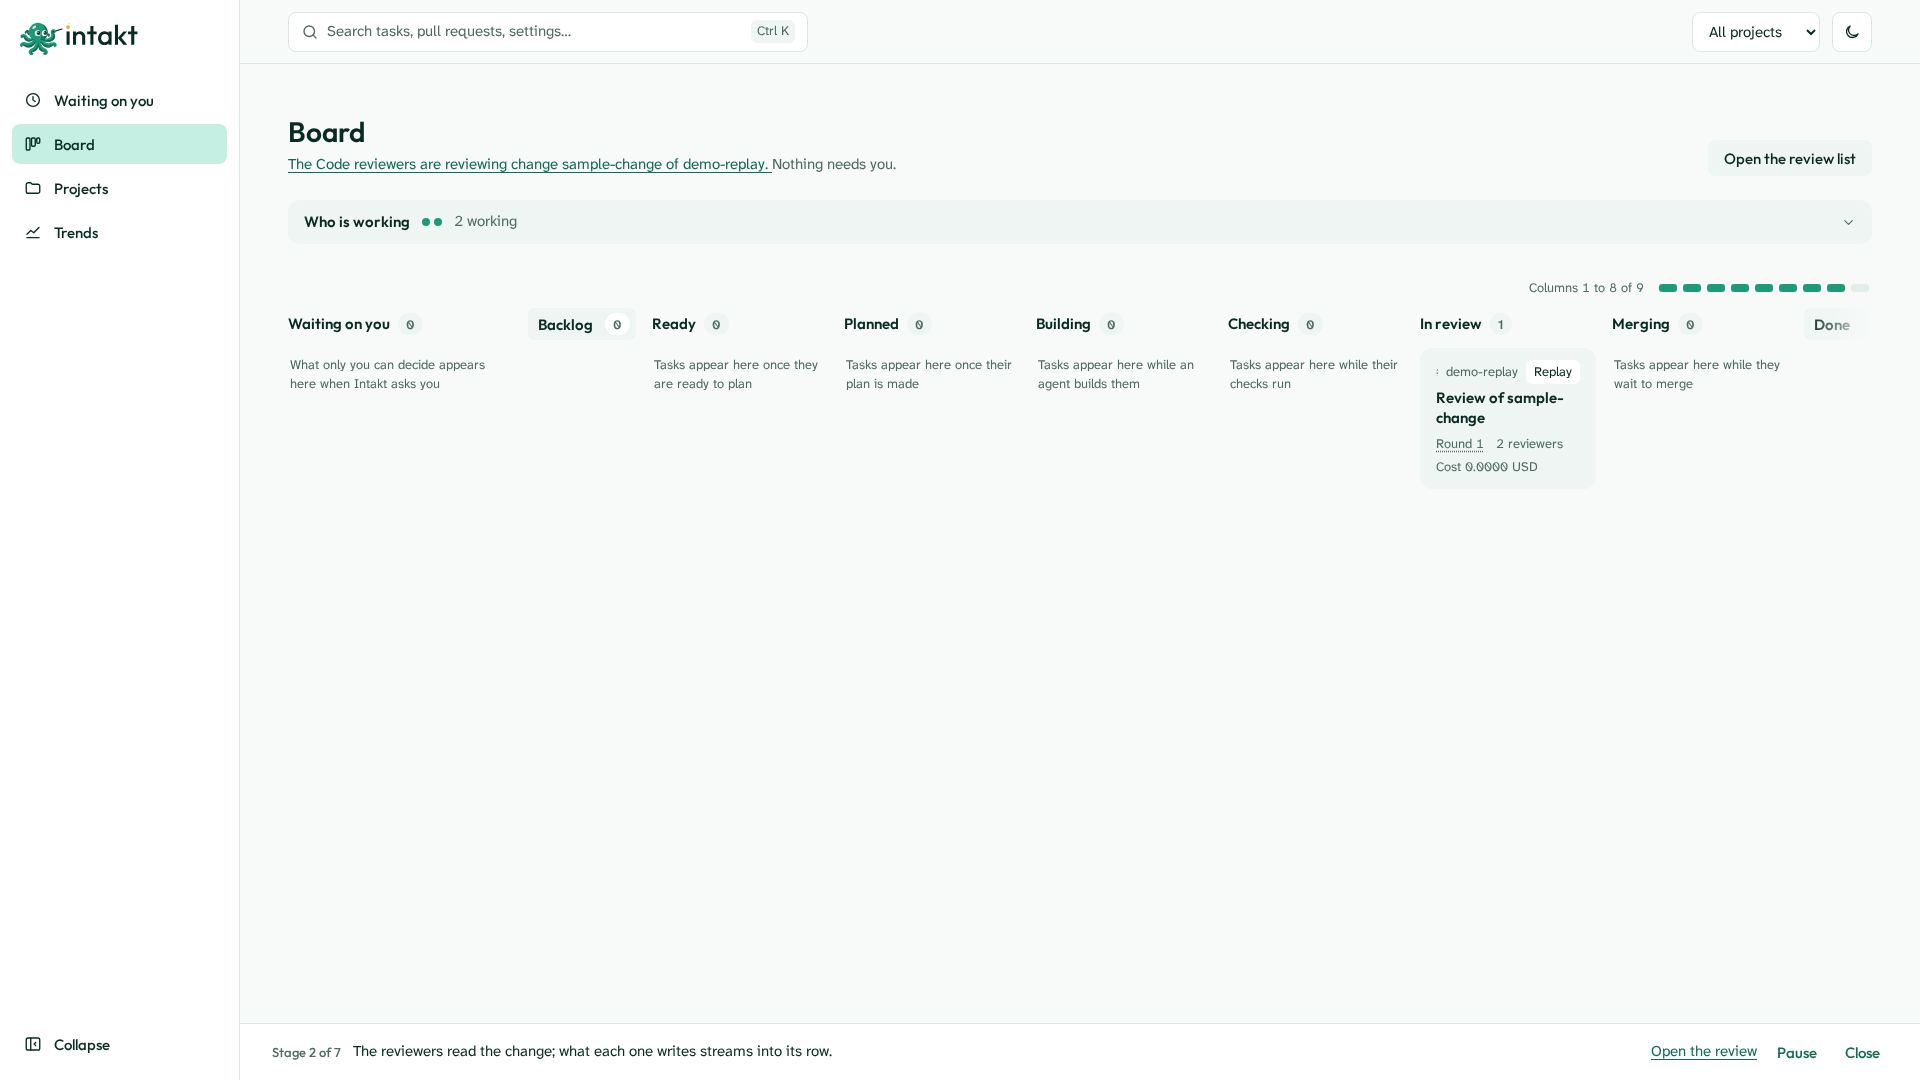 intakt
Search tasks, pull requests, settings...
Ctrl K
All projects
Waiting on you
Board
Projects
Trends
Board
The Code reviewers are reviewing change sample-change of demo-replay. Nothing needs you.
Open the review list
Who is working
2 working
Columns 1 to 8 of 9
Waiting on you 0
What only you can decide appears
here when Intakt asks you
Backlog 0
Ready 0
Tasks appear here once they
are ready to plan
Planned 0
Tasks appear here once their
plan is made
Building 0
Tasks appear here while an
agent builds them
Checking 0
Tasks appear here while their
checks run
In review 1
demo-replay Replay
Review of sample-
change
Round 1 2 reviewers
Cost 0.0000 USD
Merging 0
Tasks appear here while they
wait to merge
Done
Collapse
Stage 2 of 7 The reviewers read the change; what each one writes streams into its row.
Open the review
Pause
Close